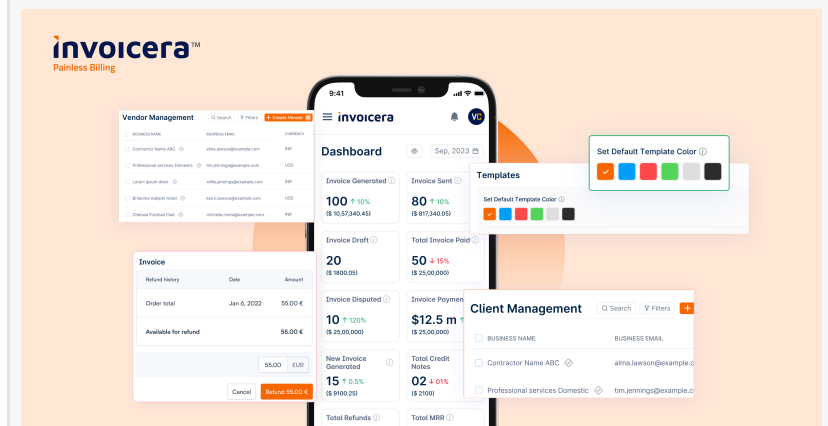 invoicera™
Painless Billing
9:41
Vendor Management
Search
Filters
+ Create Vendor
BUSINESS NAME
BUSINESS EMAIL
CURRENCY
Contractor Name ABC
alma.lawson@example.com
INR
Professional services Domestic
tim.jennings@example.com
USD
Lorem ipsum dolor
willie.jennings@example.com
USD
Britannia Adelphi Hotel
INR
Chelsea Football Club
michelle.rivera@example.com
INR
invoicera
VC
Dashboard
Sep, 2023
Invoice Generated
100 ↑ 10%
($ 10,57,340.45)
Invoice Sent
80 ↑ 10%
($ 817,340.05)
Invoice Draft
20
($ 1800.05)
Total Invoice Paid
50 ↓ 15%
($ 25,00,000)
Invoice Disputed
10 ↑ 120%
($ 25,00,000)
Invoice Paymen
$12.5 m ↑
($ 25,00,000)
New Invoice
Generated
15 ↑ 0.5%
($ 9100.25)
Total Credit
Notes
02 ↓ 01%
($ 2100)
Total Refunds
Total MRR
Set Default Template Color
Templates
Set Default Template Color
Invoice
Refund history
Date
Amount
Order total
Jan 6, 2022
55.00 €
Available for refund
55.00 €
55.00
EUR
Cancel
Refund 55.00 €
Client Management
Search
Filters
+
BUSINESS NAME
BUSINESS EMAIL
Contractor Name ABC
alma.lawson@example.c
Professional services Domestic
tim.jennings@example.c